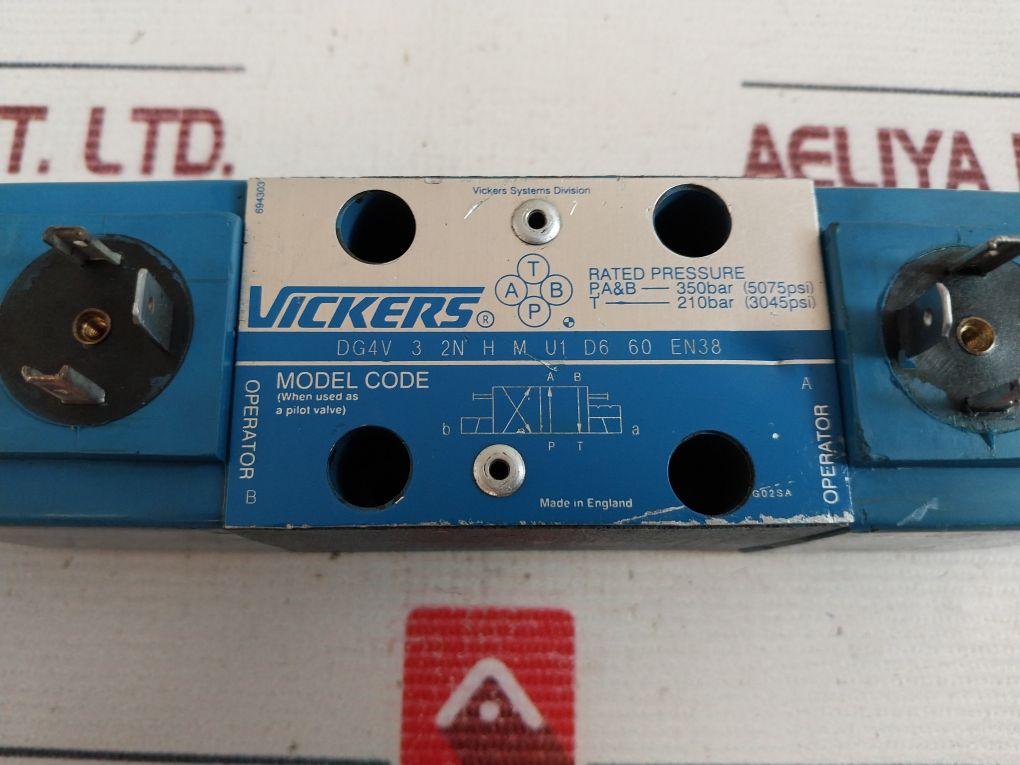 T. LTD.
AELIYA
694303
Vickers Systems Division
VICKERS®
T
A B
P
RATED PRESSURE
P,A&B — 350bar (5075psi)
T — 210bar (3045psi)
DG4V 3 2N H M U1 D6 60 EN38
MODEL CODE
(When used as
a pilot valve)
OPERATOR
B
A B
b a
P T
A
OPERATOR
G02SA
Made in England